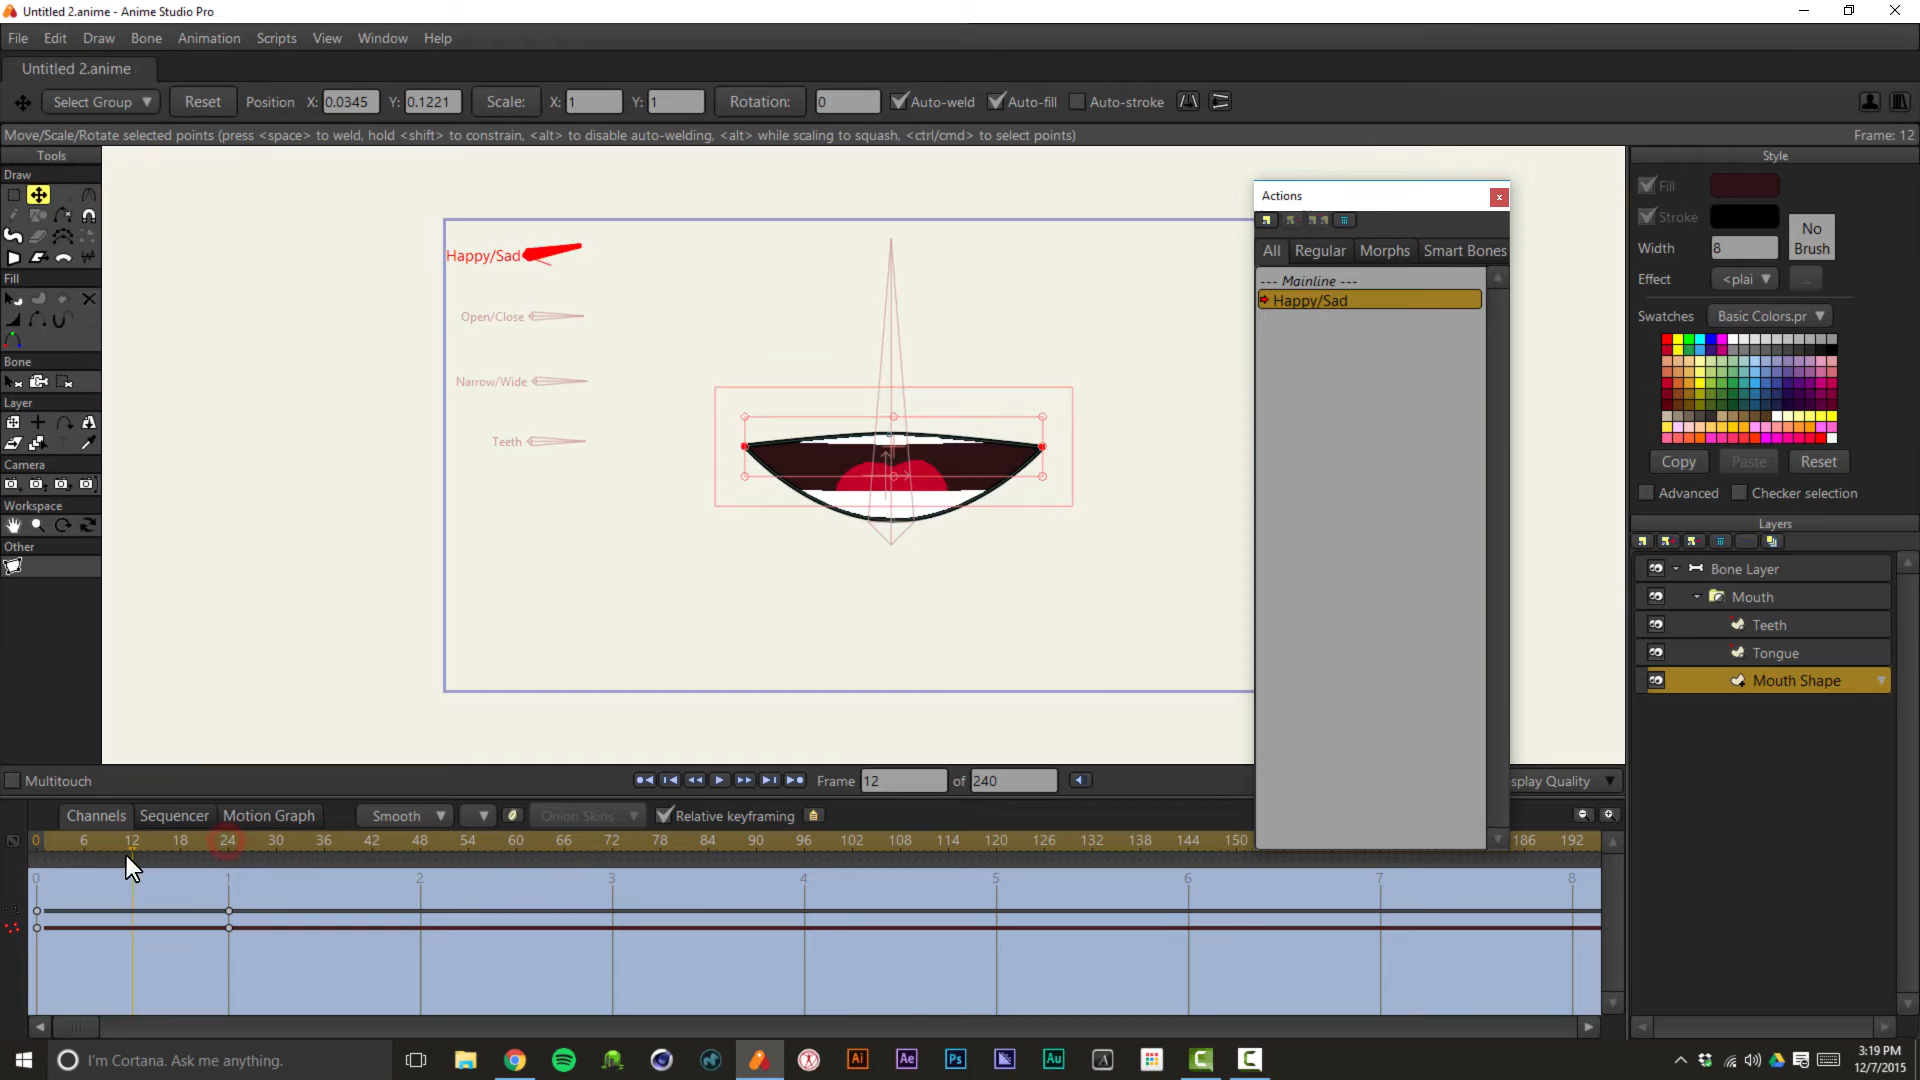 Untitled 2.anime - Anime Studio Pro
File Edit Draw Bone Animation Scripts View Window Help
Untitled 2.anime
Select Group Reset Position X: 0.0345 Y: 0.1221 Scale: X: 1 Y: 1 Rotation: 0 Auto-weld Auto-fill Auto-stroke
Move/Scale/Rotate selected points (press <space> to weld, hold <shift> to constrain, <alt> to disable auto-welding, <alt> while scaling to squash, <ctrl/cmd> to select points) Frame: 12
Tools
Draw
Fill
Bone
Layer
Camera
Workspace
Other
Happy/Sad
Open/Close
Narrow/Wide
Teeth
Actions
All Regular Morphs Smart Bones
--- Mainline ---
Happy/Sad
Style
Fill
Stroke
Width 8
No Brush
Effect <plai
...
Swatches Basic Colors.pr
Copy Paste Reset
Advanced Checker selection
Layers
Bone Layer
Mouth
Teeth
Tongue
Mouth Shape
Multitouch Frame 12 of 240 splay Quality
Channels Sequencer Motion Graph Smooth Onion Skins Relative keyframing
0 6 12 18 24 30 36 42 48 54 60 66 72 78 84 90 96 102 108 114 120 126 132 138 144 150 186 192
0 1 2 3 4 5 6 7 8
I'm Cortana. Ask me anything.
Ai Ae Ps Au A
3:19 PM
12/7/2015